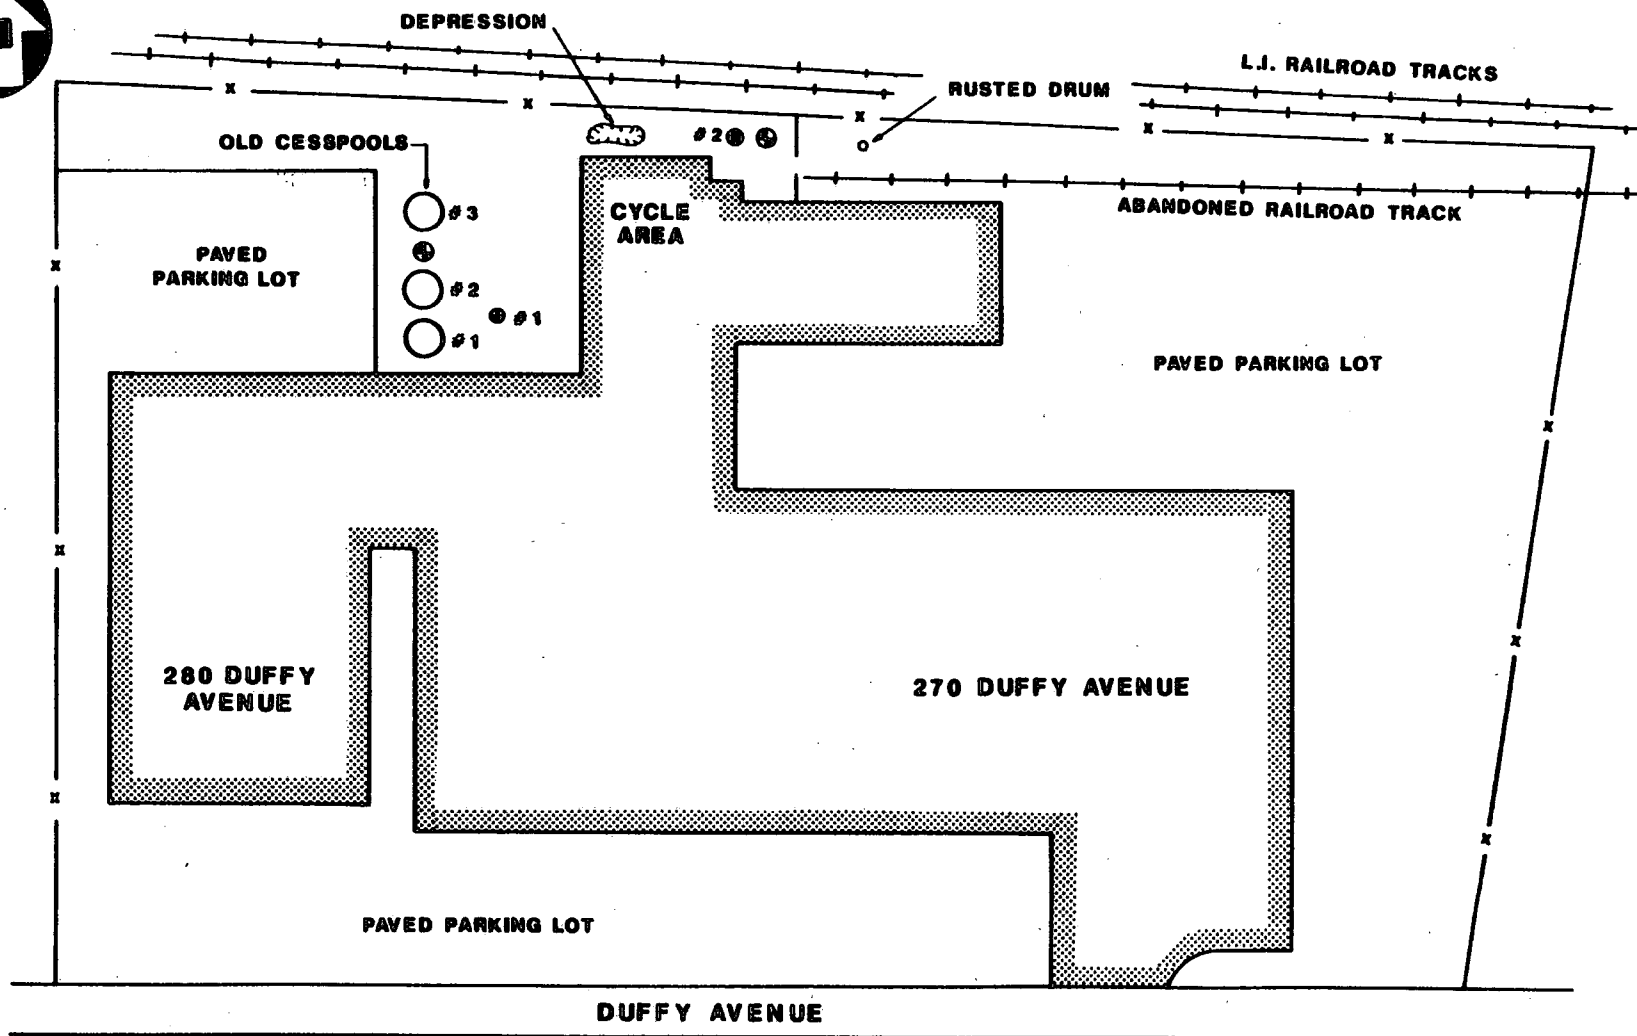 DEPRESSION
L.I. RAILROAD TRACKS
RUSTED DRUM
OLD CESSPOOLS
#2
#3
CYCLE
AREA
ABANDONED RAILROAD TRACK
PAVED
PARKING LOT
#2
#1
#1
PAVED PARKING LOT
280 DUFFY
AVENUE
270 DUFFY AVENUE
PAVED PARKING LOT
DUFFY AVENUE